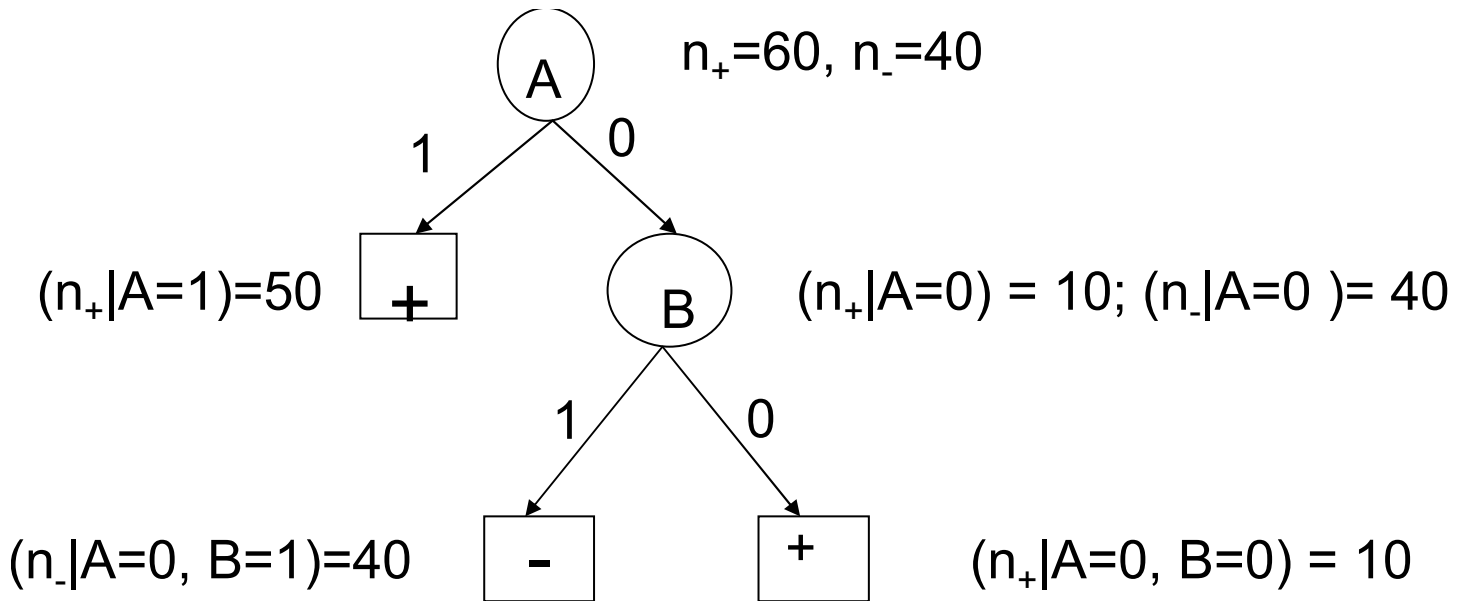 A n₊=60, n₋=40
1 0
(n₊|A=1)=50 + B (n₊|A=0) = 10; (n₋|A=0 )= 40
1 0
(n₋|A=0, B=1)=40 - + (n₊|A=0, B=0) = 10